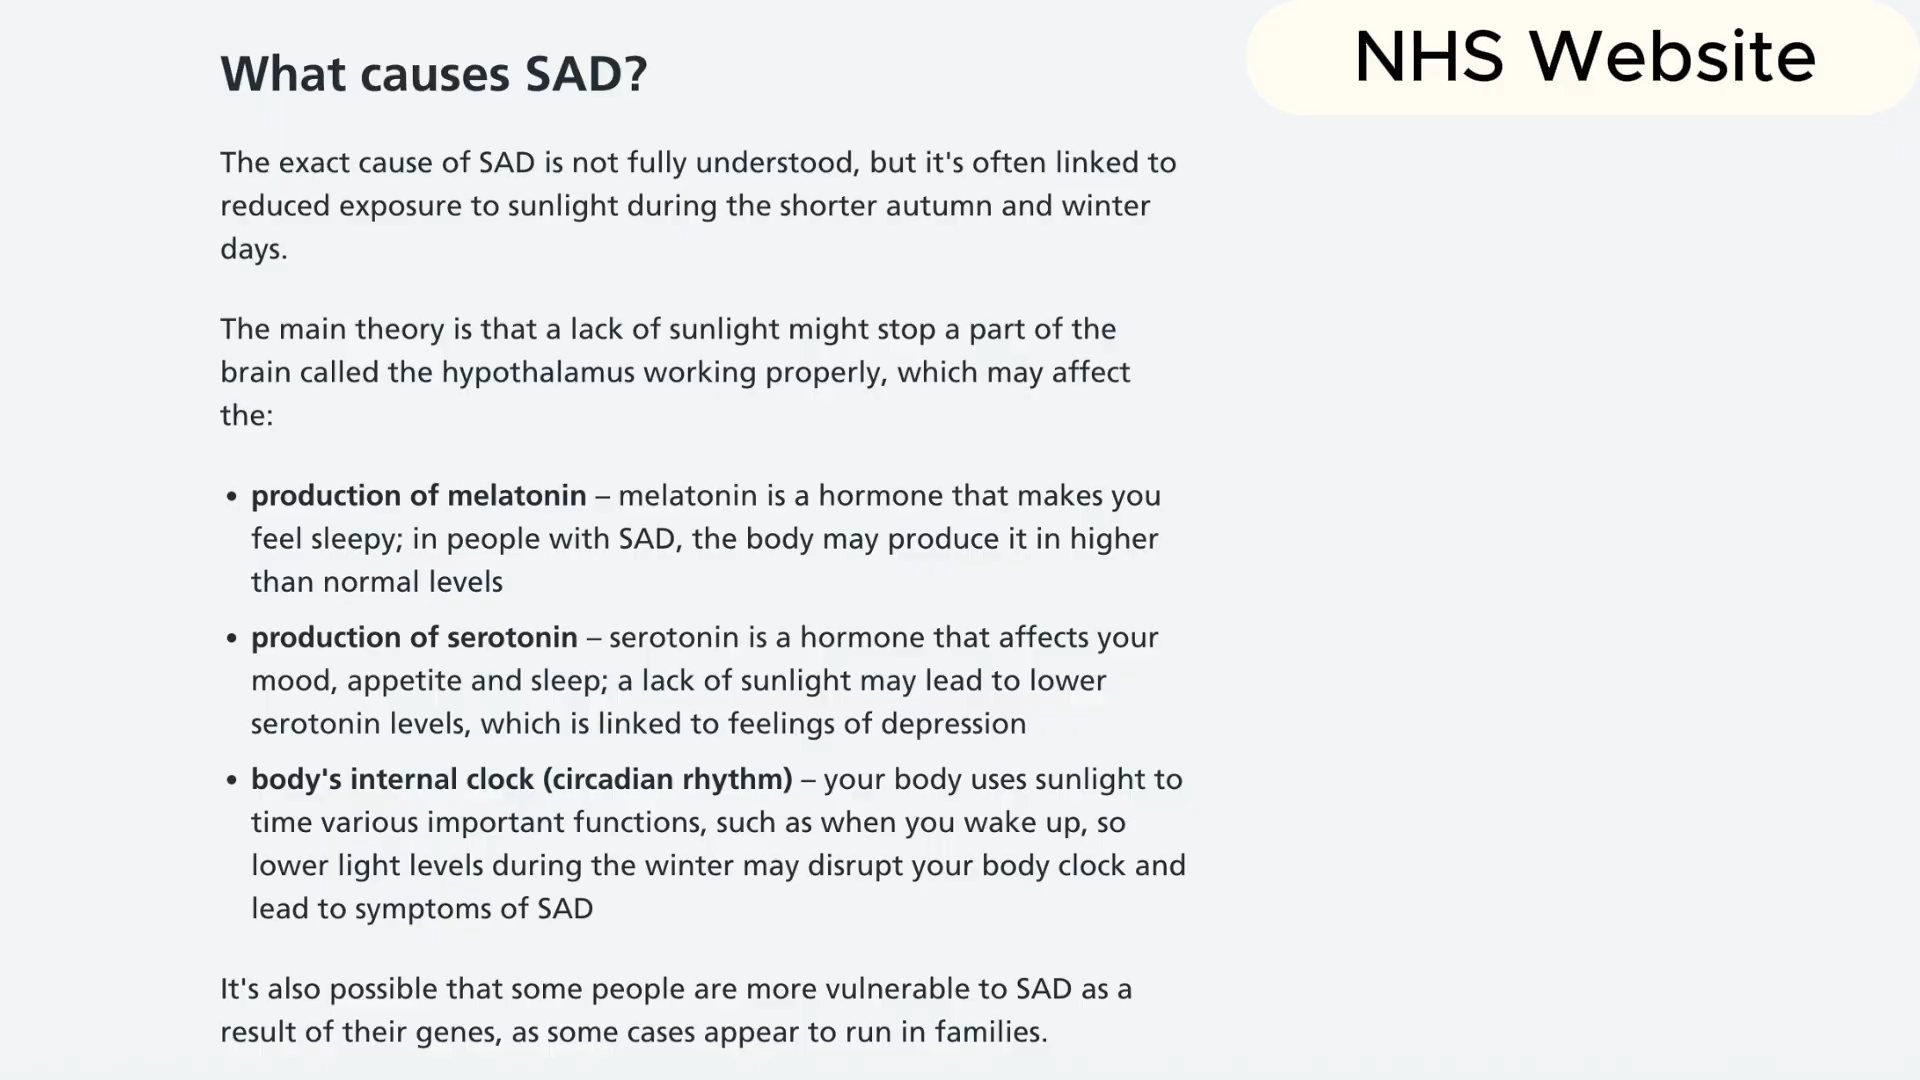 NHS Website
What causes SAD?
The exact cause of SAD is not fully understood, but it's often linked to
reduced exposure to sunlight during the shorter autumn and winter
days.
The main theory is that a lack of sunlight might stop a part of the
brain called the hypothalamus working properly, which may affect
the:
• production of melatonin – melatonin is a hormone that makes you
feel sleepy; in people with SAD, the body may produce it in higher
than normal levels
• production of serotonin – serotonin is a hormone that affects your
mood, appetite and sleep; a lack of sunlight may lead to lower
serotonin levels, which is linked to feelings of depression
• body's internal clock (circadian rhythm) – your body uses sunlight to
time various important functions, such as when you wake up, so
lower light levels during the winter may disrupt your body clock and
lead to symptoms of SAD
It's also possible that some people are more vulnerable to SAD as a
result of their genes, as some cases appear to run in families.